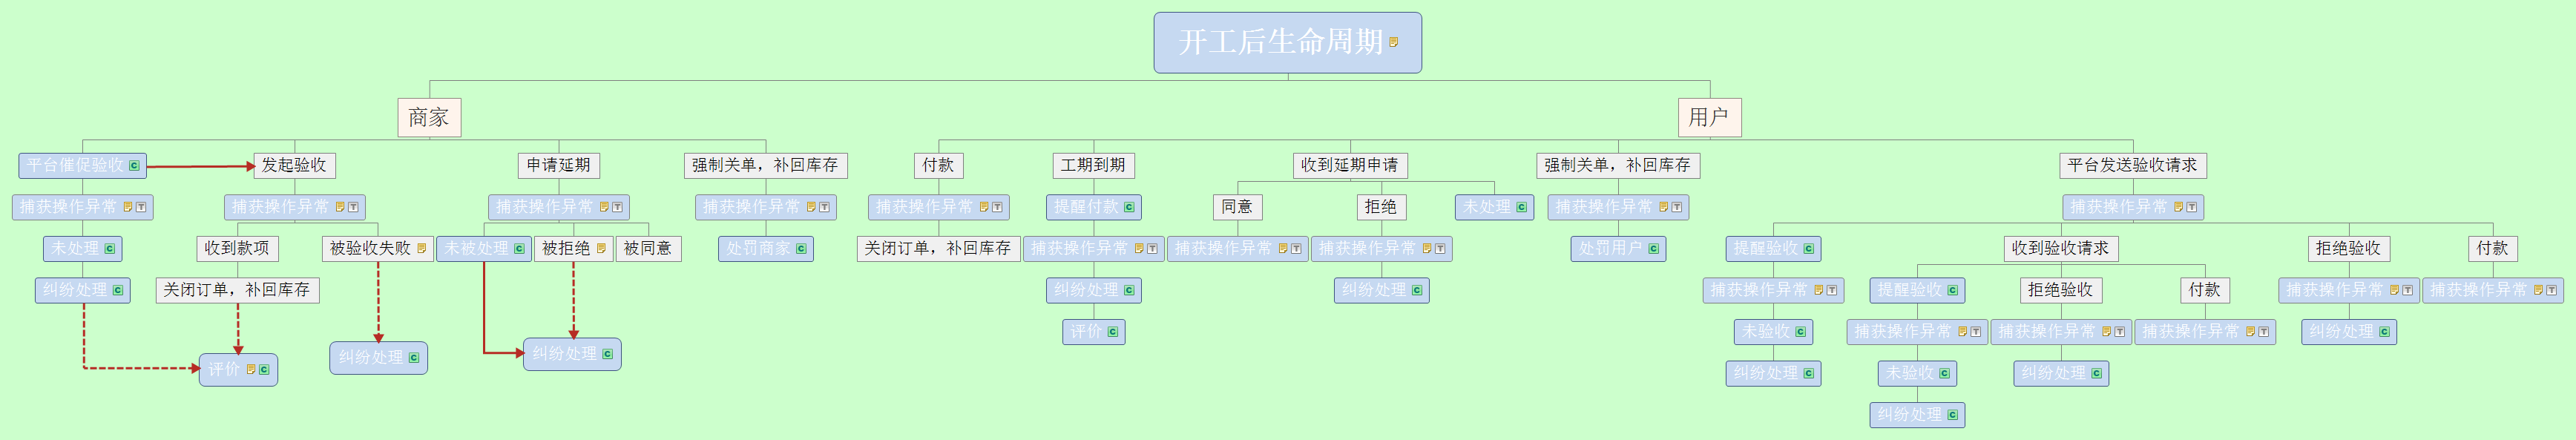 开工后生命周期
商家
用户
平台催促验收
发起验收
申请延期
强制关单，补回库存
付款
工期到期
收到延期申请
强制关单，补回库存
平台发送验收请求
捕获操作异常
捕获操作异常
捕获操作异常
捕获操作异常
捕获操作异常
提醒付款
同意
拒绝
未处理
捕获操作异常
捕获操作异常
未处理
收到款项
被验收失败
未被处理
被拒绝
被同意
处罚商家
关闭订单，补回库存
捕获操作异常
捕获操作异常
捕获操作异常
处罚用户
提醒验收
收到验收请求
拒绝验收
付款
纠纷处理
关闭订单，补回库存
纠纷处理
纠纷处理
捕获操作异常
提醒验收
拒绝验收
付款
捕获操作异常
捕获操作异常
评价
未验收
捕获操作异常
捕获操作异常
捕获操作异常
纠纷处理
评价
纠纷处理
纠纷处理
纠纷处理
未验收
纠纷处理
纠纷处理